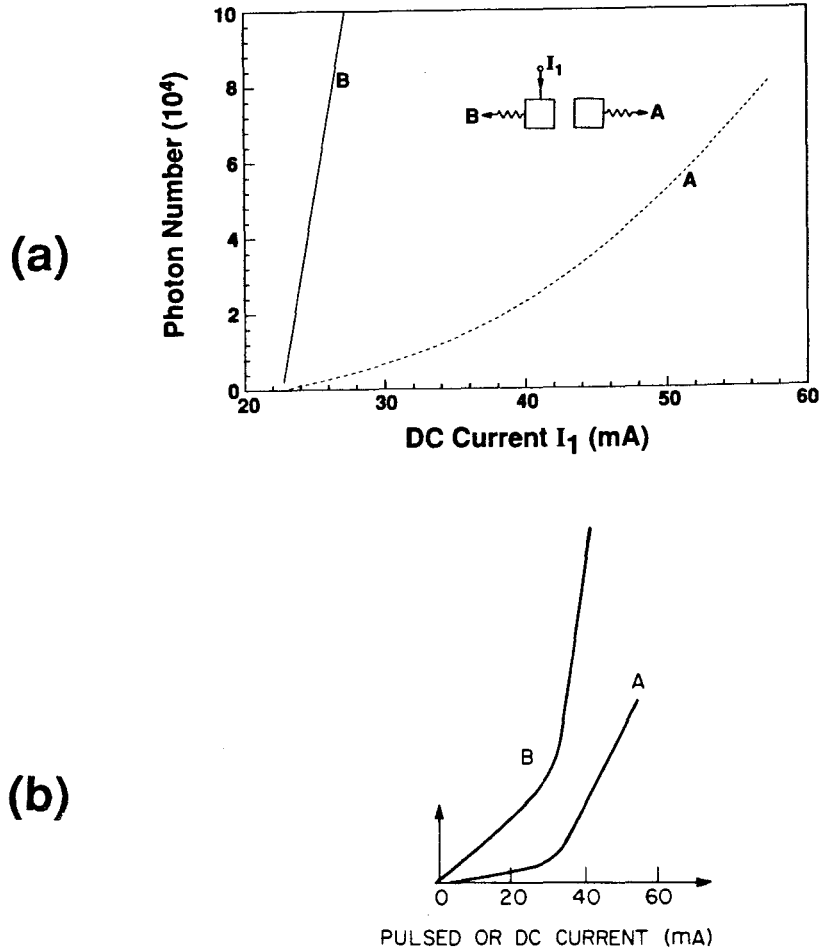 (a)
Photon Number (10⁴)
10
8
6
4
2
0
20
30
40
50
60
DC Current I₁ (mA)
B
A
I₁
B
A
(b)
B
A
0
20
40
60
PULSED OR DC CURRENT (mA)